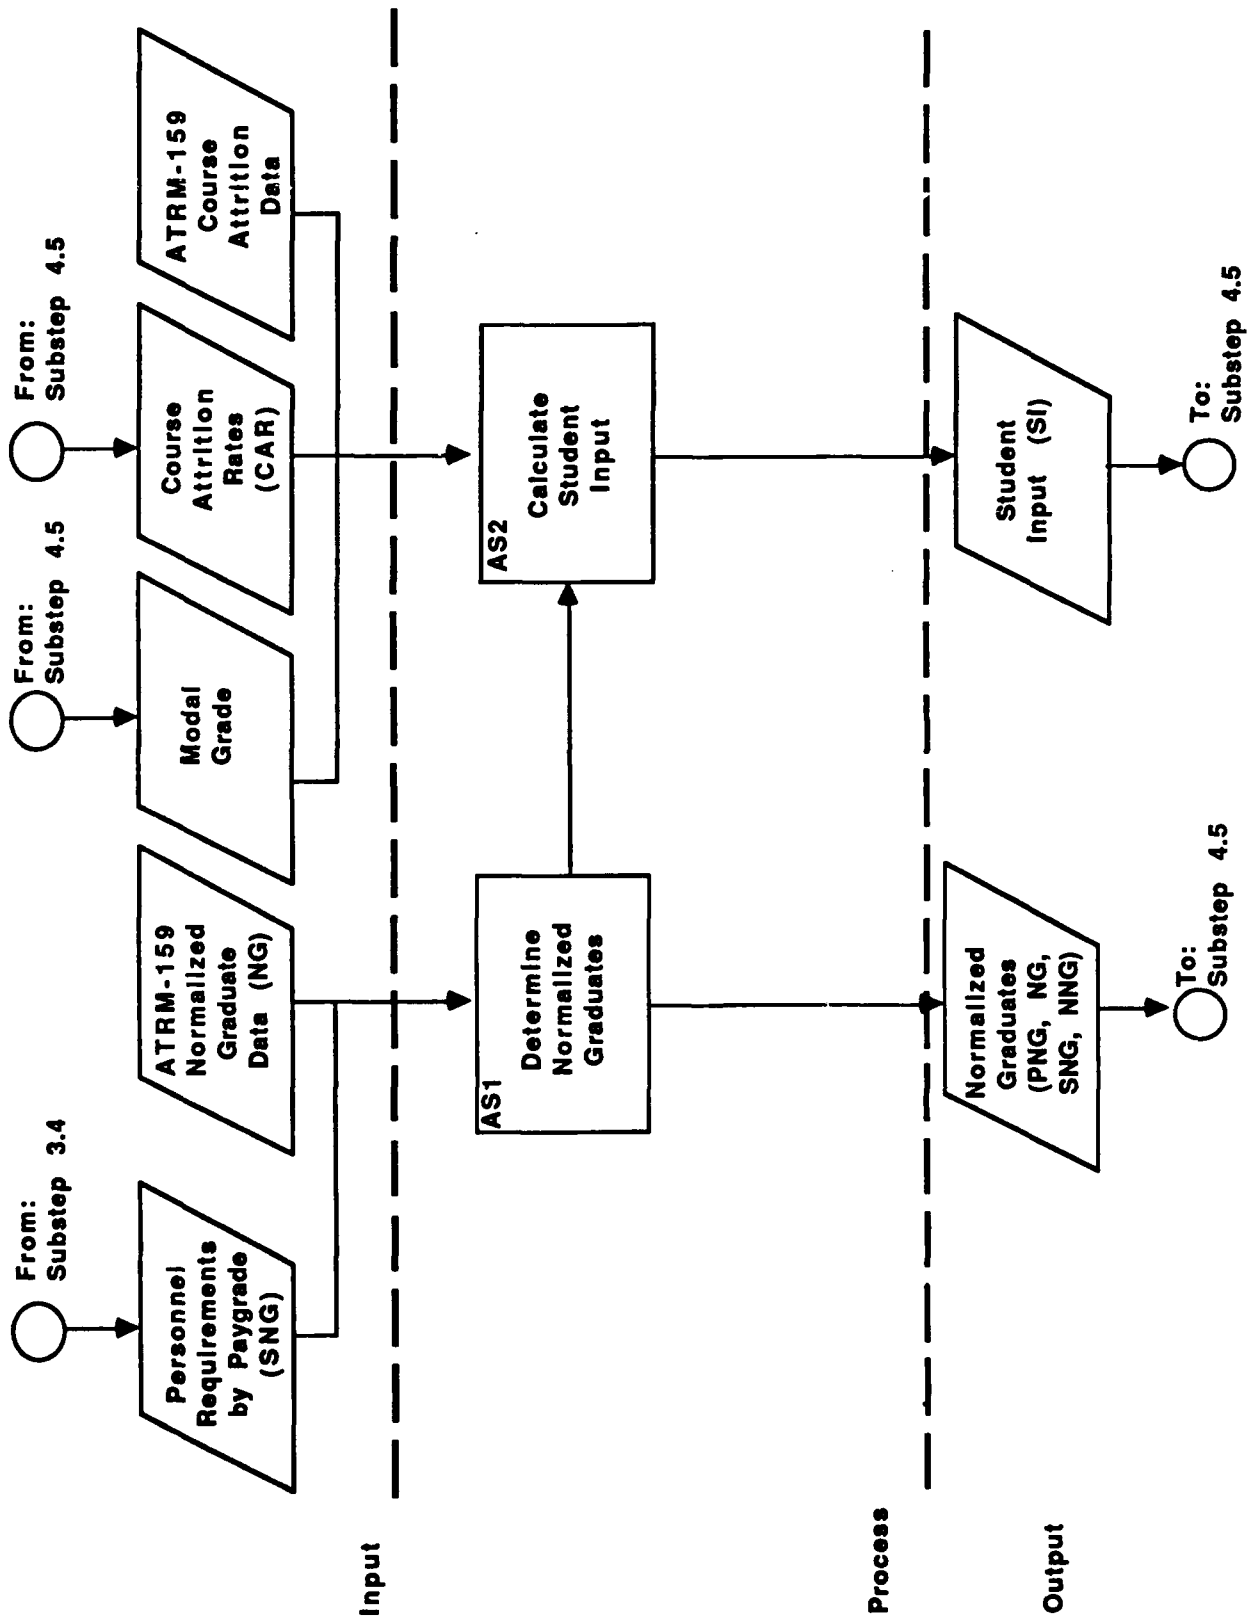 From:
Substep 3.4
From:
Substep 4.5
From:
Substep 4.5
Personnel
Requirements
by Paygrade
(SNG)
ATRM-159
Normalized
Graduate
Data (NG)
Modal
Grade
Course
Attrition
Rates
(CAR)
ATRM-159
Course
Attrition
Data
Input
AS1
Determine
Normalized
Graduates
AS2
Calculate
Student
Input
Process
Normalized
Graduates
(PNG, NG,
SNG, NNG)
Student
Input (SI)
Output
To:
Substep 4.5
To:
Substep 4.5